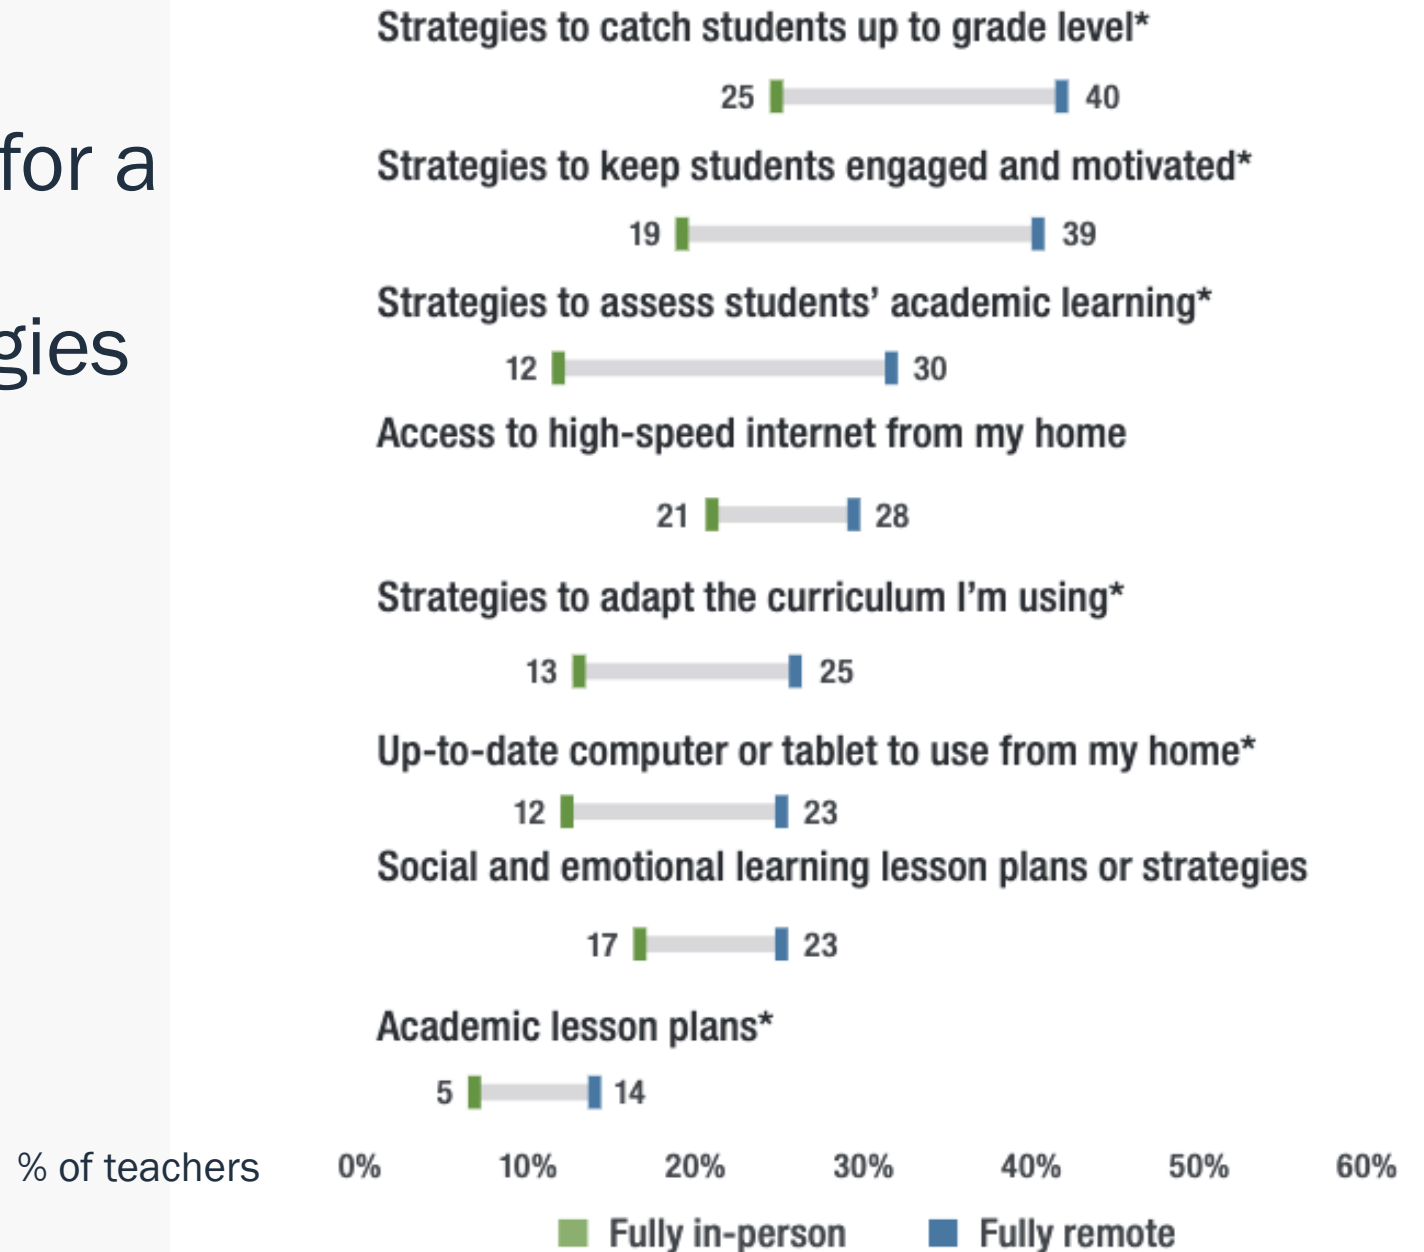 for a
gies
Strategies to catch students up to grade level*
25 40
Strategies to keep students engaged and motivated*
19 39
Strategies to assess students’ academic learning*
12 30
Access to high-speed internet from my home
21 28
Strategies to adapt the curriculum I’m using*
13 25
Up-to-date computer or tablet to use from my home*
12 23
Social and emotional learning lesson plans or strategies
17 23
Academic lesson plans*
5 14
% of teachers 0% 10% 20% 30% 40% 50% 60%
Fully in-person Fully remote